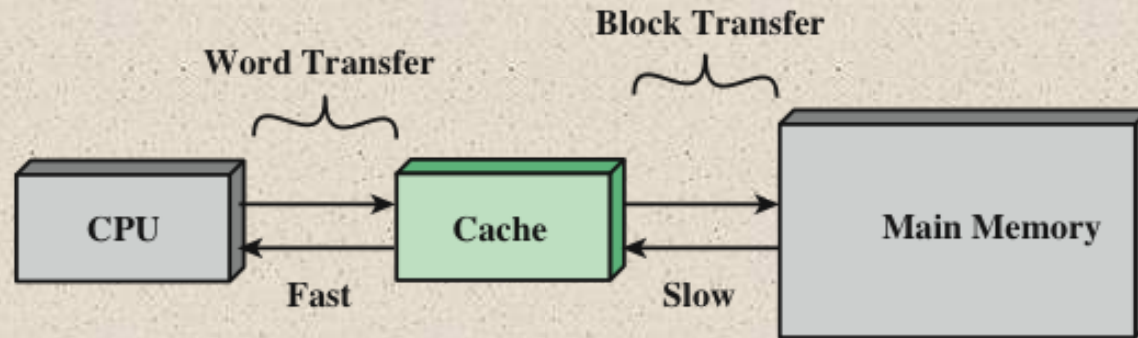 Block Transfer
Word Transfer
CPU
Cache
Main Memory
Fast
Slow